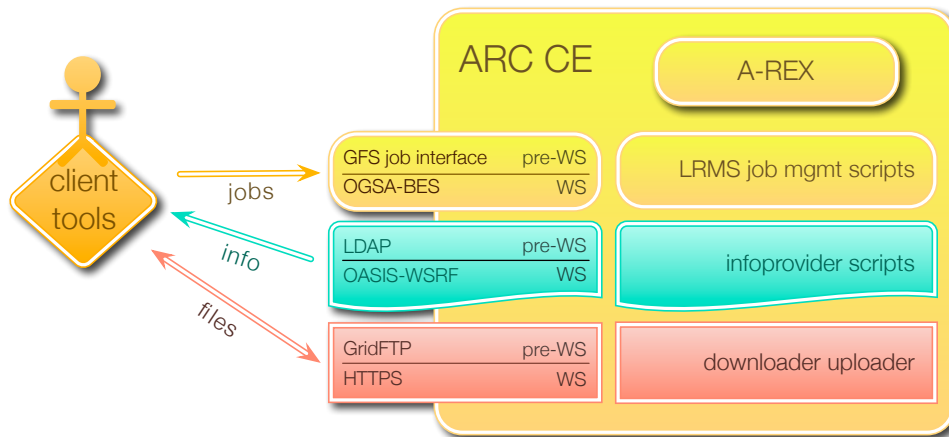 ARC CE
A-REX
client
tools
jobs
info
files
GFS job interface pre-WS
OGSA-BES WS
LRMS job mgmt scripts
LDAP pre-WS
OASIS-WSRF WS
infoprovider scripts
GridFTP pre-WS
HTTPS WS
downloader uploader